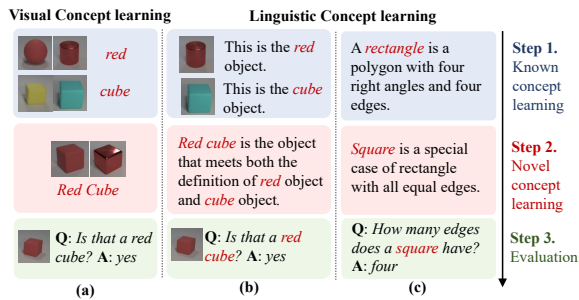 Visual Concept learning
Linguistic Concept learning
red
cube
This is the red
object.
This is the cube
object.
A rectangle is a
polygon with four
right angles and four
edges.
Step 1.
Known
concept
learning
Red Cube
Red cube is the object
that meets both the
definition of red object
and cube object.
Square is a special
case of rectangle
with all equal edges.
Step 2.
Novel
concept
learning
Q: Is that a red
cube? A: yes
Q: Is that a red
cube? A: yes
Q: How many edges
does a square have?
A: four
Step 3.
Evaluation
(a)
(b)
(c)